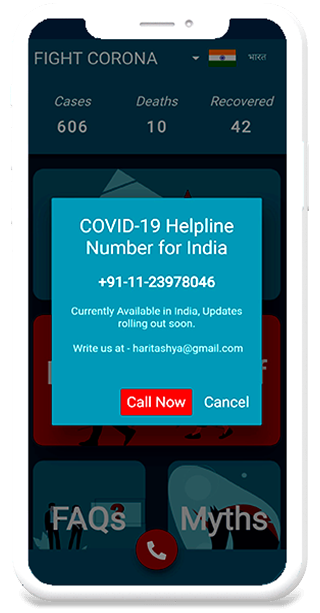 FIGHT CORONA
भारत
Cases Deaths Recovered
606 10 42
COVID-19 Helpline
Number for India
+91-11-23978046
Currently Available in India, Updates
rolling out soon.
Write us at - haritashya@gmail.com
Call Now Cancel
FAQs Myths